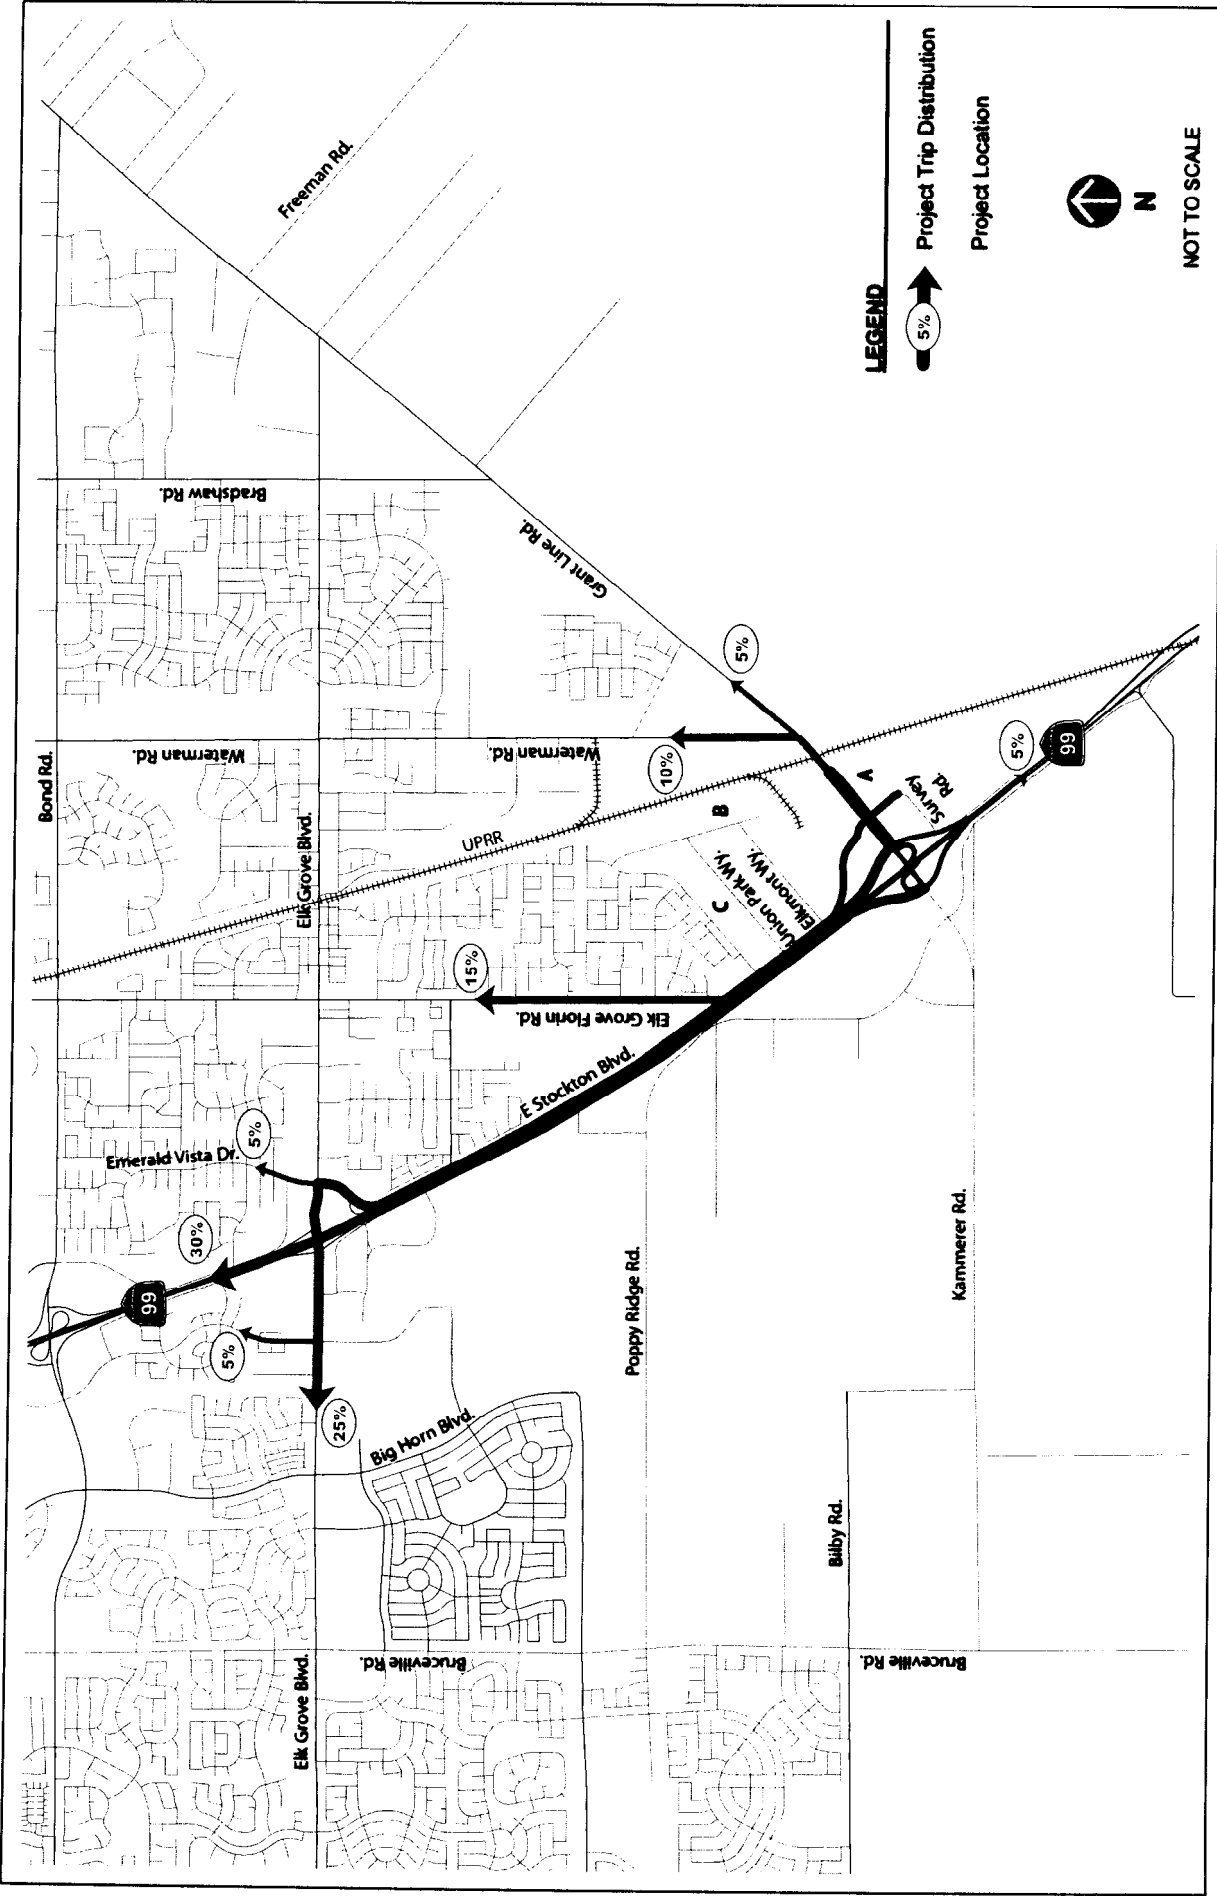 Bond Rd.
Waterman Rd.
Bradshaw Rd.
Freeman Rd.
Emerald Vista Dr.
5%
30%
99
5%
25%
Elk Grove Blvd.
Elk Grove Blvd.
UPRR
Waterman Rd.
Grant Line Rd.
Big Horn Blvd.
Bruceville Rd.
15%
Elk Grove Florin Rd.
E Stockton Blvd.
10%
5%
B
C
A
Union Park Wy.
Elkmont Wy.
Survey
Rd.
5%
99
Poppy Ridge Rd.
Kammerer Rd.
Bilby Rd.
Bruceville Rd.
LEGEND
5%
Project Trip Distribution
Project Location
N
NOT TO SCALE